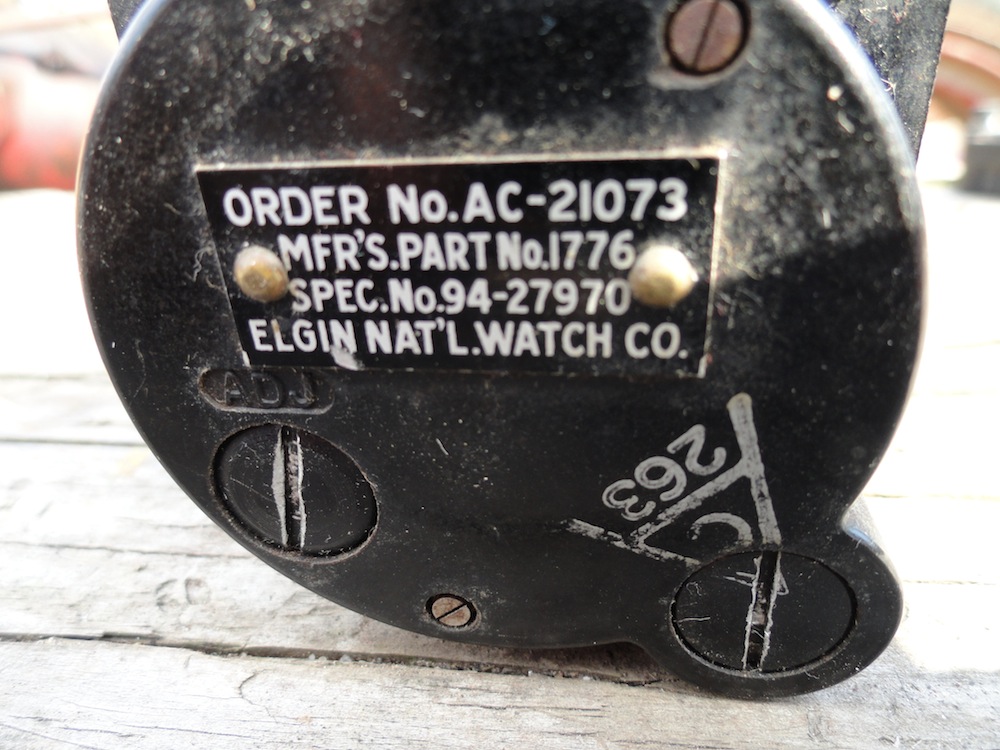 ORDER No. AC-21073
MFR'S. PART No. 1776
SPEC. No. 94-27970
ELGIN NAT'L. WATCH CO.
ADJ
263
C